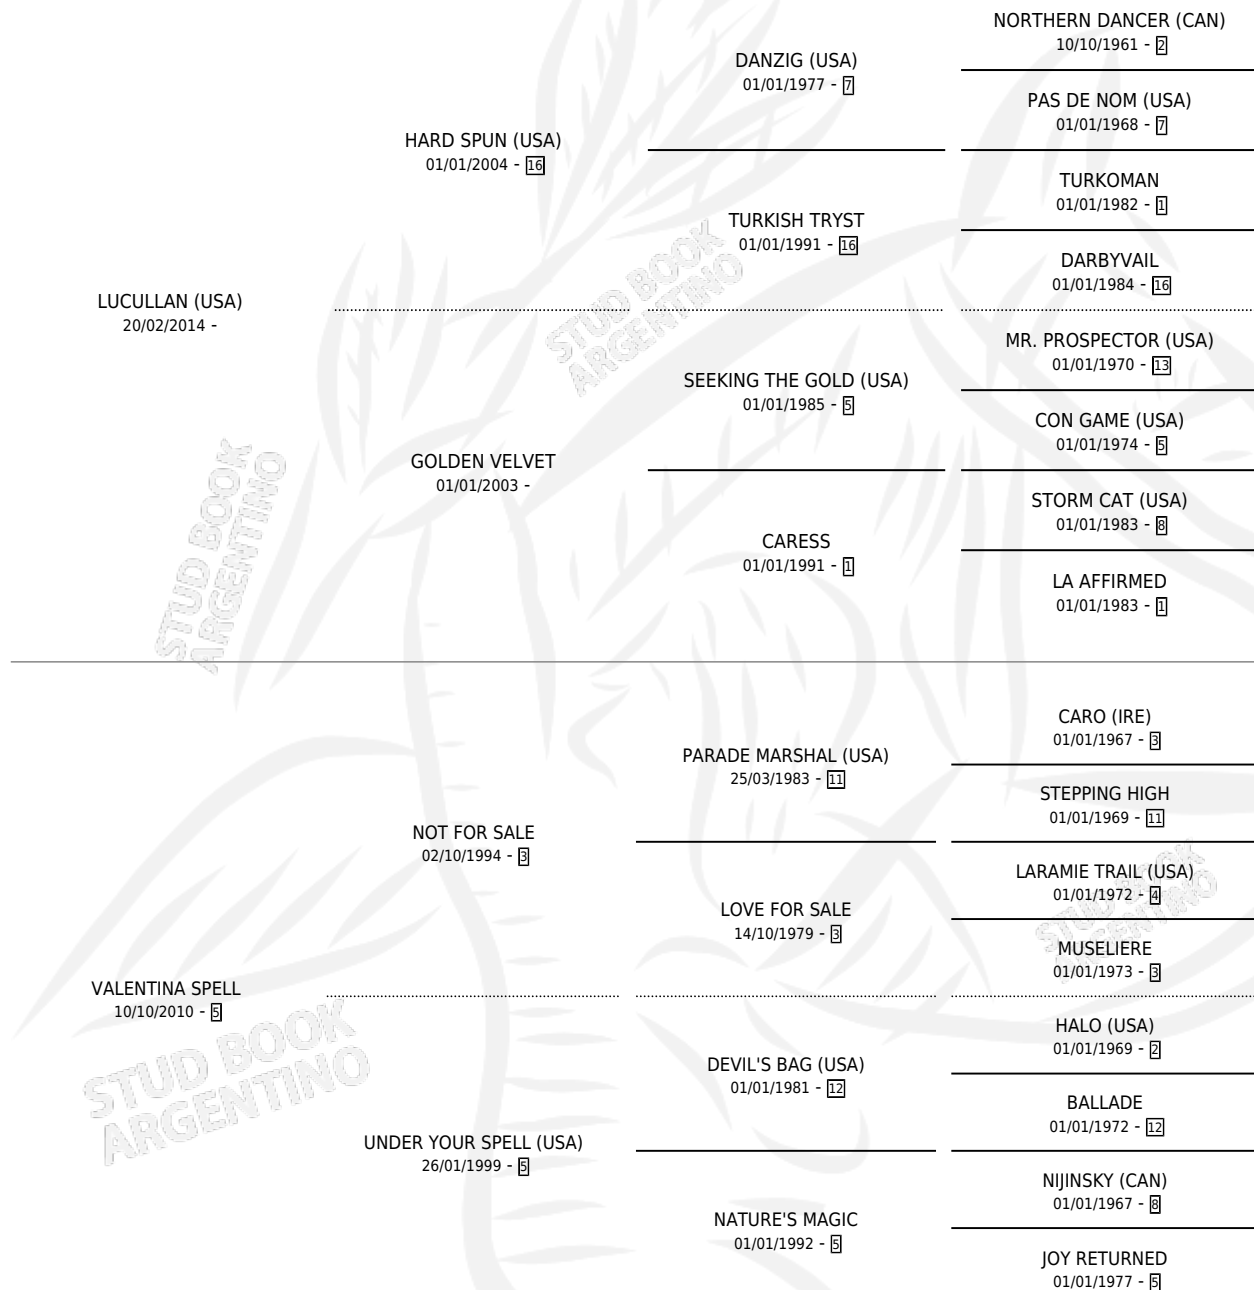 NORTHERN DANCER (CAN)
10/10/1961 - 2
DANZIG (USA)
01/01/1977 - 7
PAS DE NOM (USA)
01/01/1968 - 7
HARD SPUN (USA)
01/01/2004 - 16
TURKOMAN
01/01/1982 - 1
TURKISH TRYST
01/01/1991 - 16
DARBYVAIL
01/01/1984 - 16
LUCULLAN (USA)
20/02/2014 -
MR. PROSPECTOR (USA)
01/01/1970 - 13
SEEKING THE GOLD (USA)
01/01/1985 - 5
CON GAME (USA)
01/01/1974 - 5
GOLDEN VELVET
01/01/2003 -
STORM CAT (USA)
01/01/1983 - 8
CARESS
01/01/1991 - 1
LA AFFIRMED
01/01/1983 - 1
CARO (IRE)
01/01/1967 - 3
PARADE MARSHAL (USA)
25/03/1983 - 11
STEPPING HIGH
01/01/1969 - 11
NOT FOR SALE
02/10/1994 - 3
LARAMIE TRAIL (USA)
01/01/1972 - 4
LOVE FOR SALE
14/10/1979 - 3
MUSELIERE
01/01/1973 - 3
VALENTINA SPELL
10/10/2010 - 5
HALO (USA)
01/01/1969 - 2
DEVIL'S BAG (USA)
01/01/1981 - 12
BALLADE
01/01/1972 - 12
UNDER YOUR SPELL (USA)
26/01/1999 - 5
NIJINSKY (CAN)
01/01/1967 - 8
NATURE'S MAGIC
01/01/1992 - 5
JOY RETURNED
01/01/1977 - 5
STUD BOOK
ARGENTINO
STUD BOOK
ARGENTINO
STUD BOOK
ARGENTINO
STUD BOOK
ARGENTINO